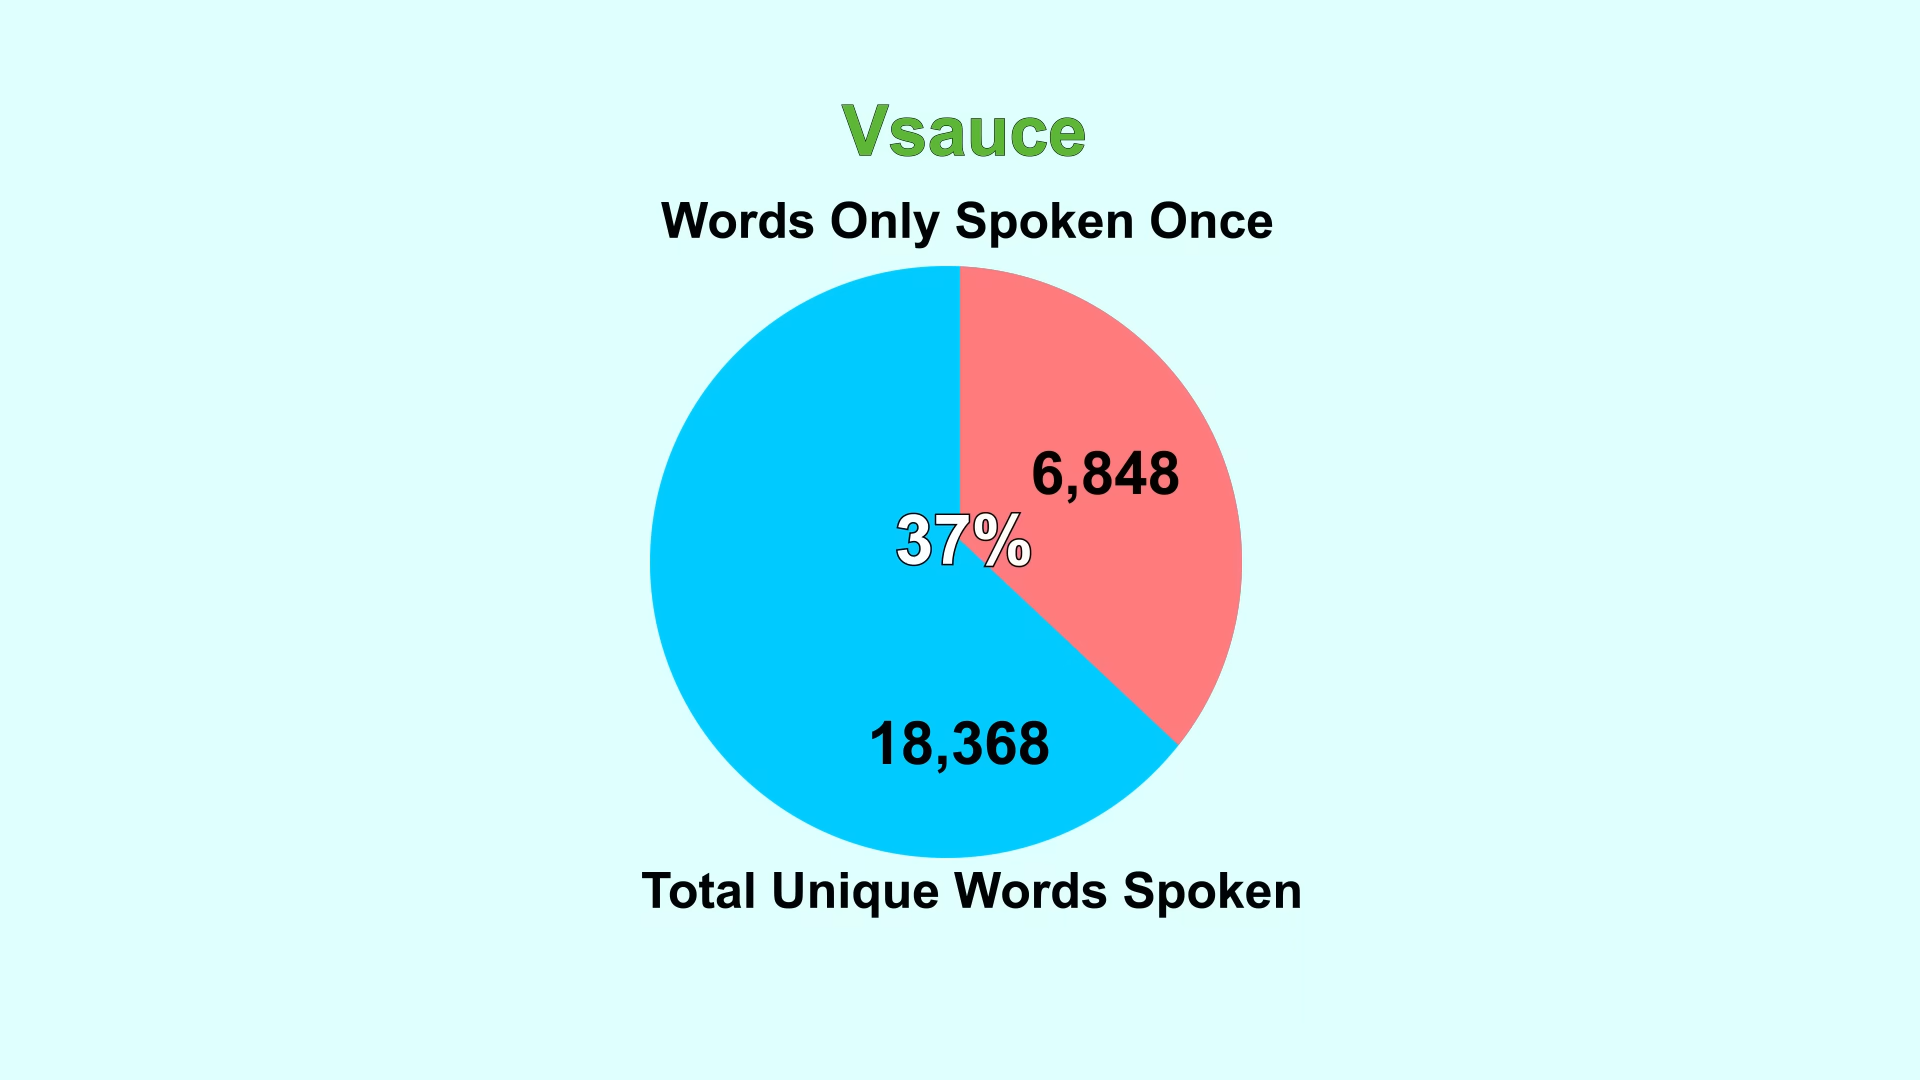 Vsauce
Words Only Spoken Once
6,848
37%
18,368
Total Unique Words Spoken